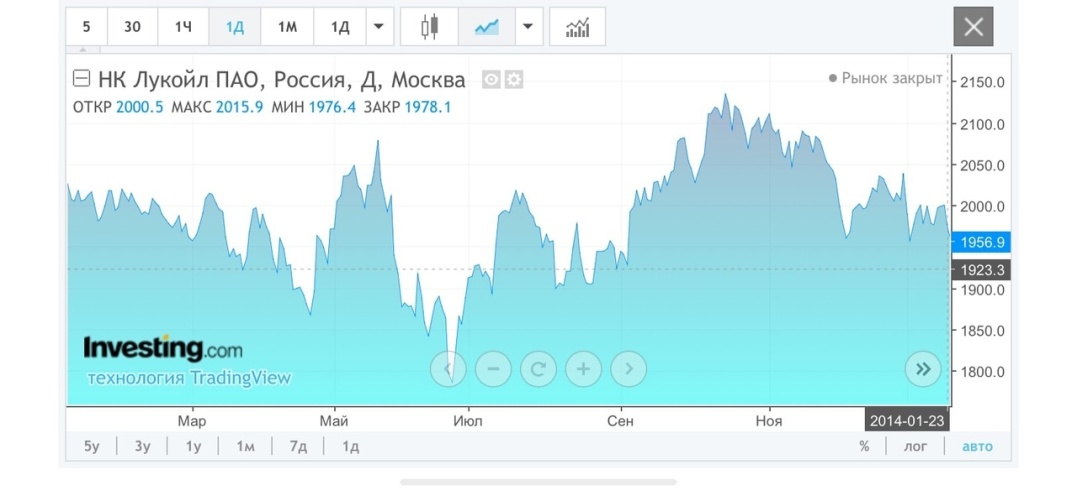 5 30 1Ч 1Д 1М 1Д
НК Лукойл ПАО, Россия, Д, Москва
Рынок закрыт
ОТКР 2000.5 МАКС 2015.9 МИН 1976.4 ЗАКР 1978.1
2150.0
2100.0
2050.0
2000.0
1956.9
1923.3
1900.0
1850.0
1800.0
Investing.com
технология TradingView
Мар Май Июл Сен Ноя 2014-01-23
5y 3y 1y 1м 7д 1д % лог авто